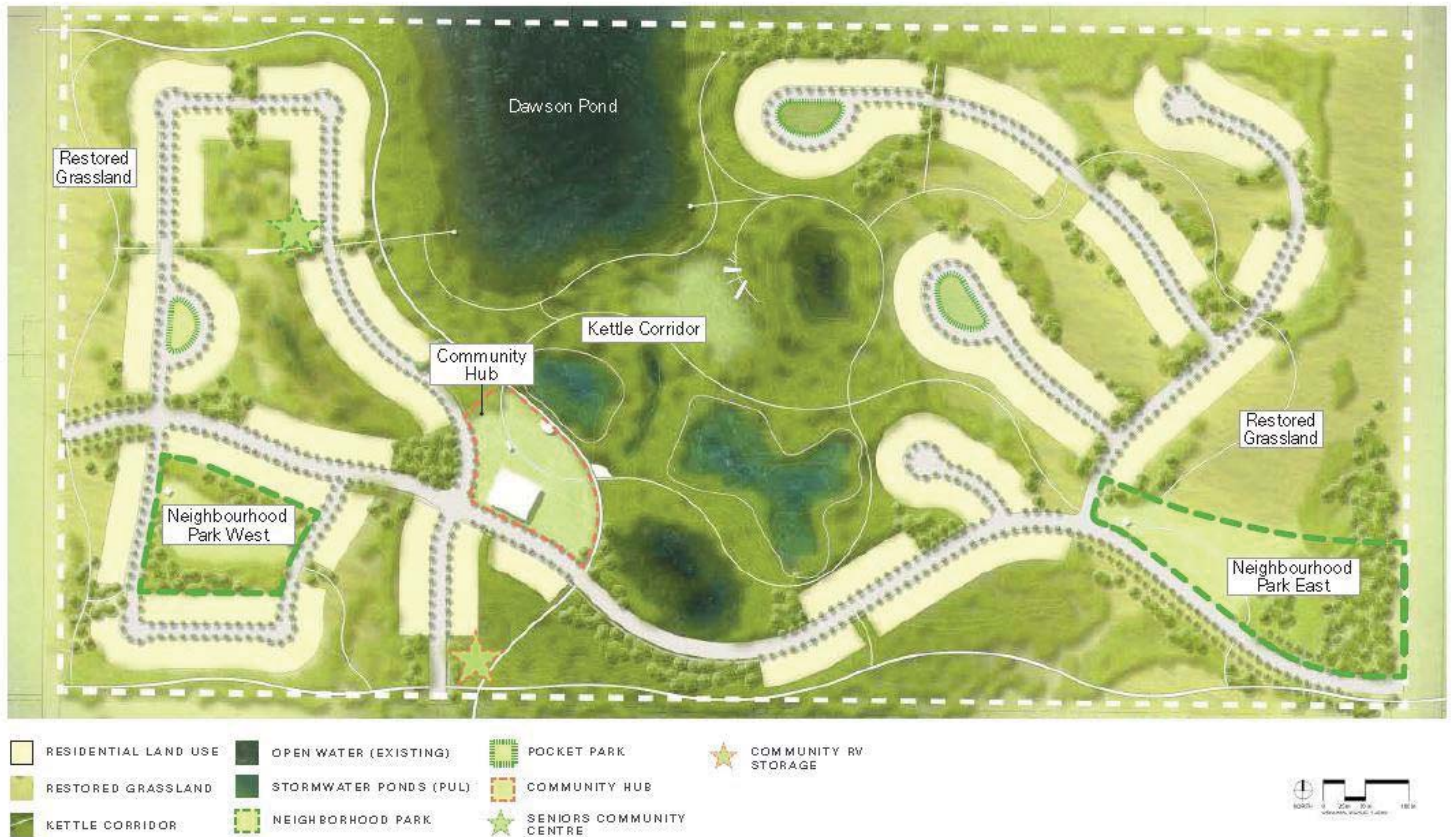 Dawson Pond
Restored
Grassland
Kettle Corridor
Community
Hub
Restored
Grassland
Neighbourhood
Park West
Neighbourhood
Park East
RESIDENTIAL LAND USE
RESTORED GRASSLAND
KETTLE CORRIDOR
OPEN WATER (EXISTING)
STORMWATER PONDS (PUL)
NEIGHBORHOOD PARK
POCKET PARK
COMMUNITY HUB
SENIORS COMMUNITY
CENTRE
COMMUNITY RV
STORAGE
NORTH